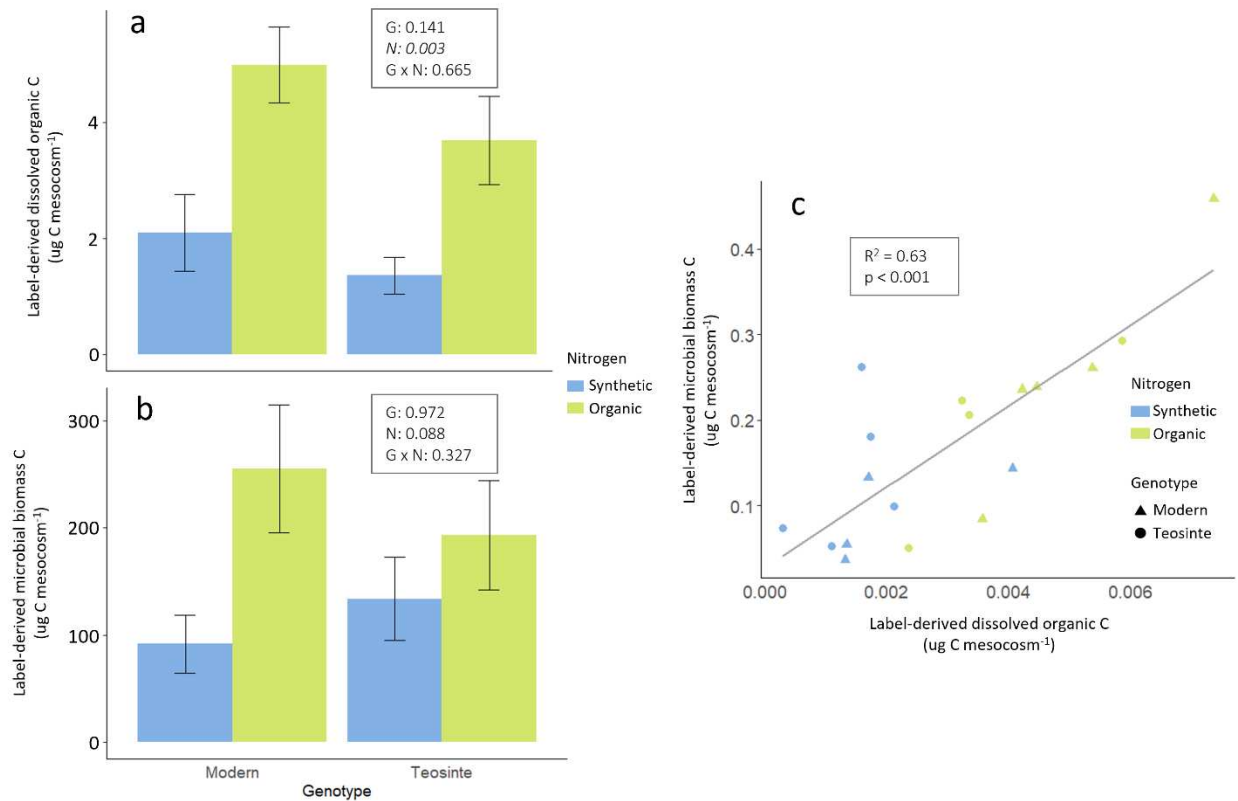 a
G: 0.141
N: 0.003
G x N: 0.665
Label-derived dissolved organic C
(ug C mesocosm⁻¹)
4
2
0
Nitrogen
Synthetic
Organic
b
G: 0.972
N: 0.088
G x N: 0.327
Label-derived microbial biomass C
(ug C mesocosm⁻¹)
300
200
100
0
Modern
Teosinte
Genotype
c
R² = 0.63
p < 0.001
Label-derived microbial biomass C
(ug C mesocosm⁻¹)
0.4
0.3
0.2
0.1
Nitrogen
Synthetic
Organic
Genotype
Modern
Teosinte
0.000
0.002
0.004
0.006
Label-derived dissolved organic C
(ug C mesocosm⁻¹)